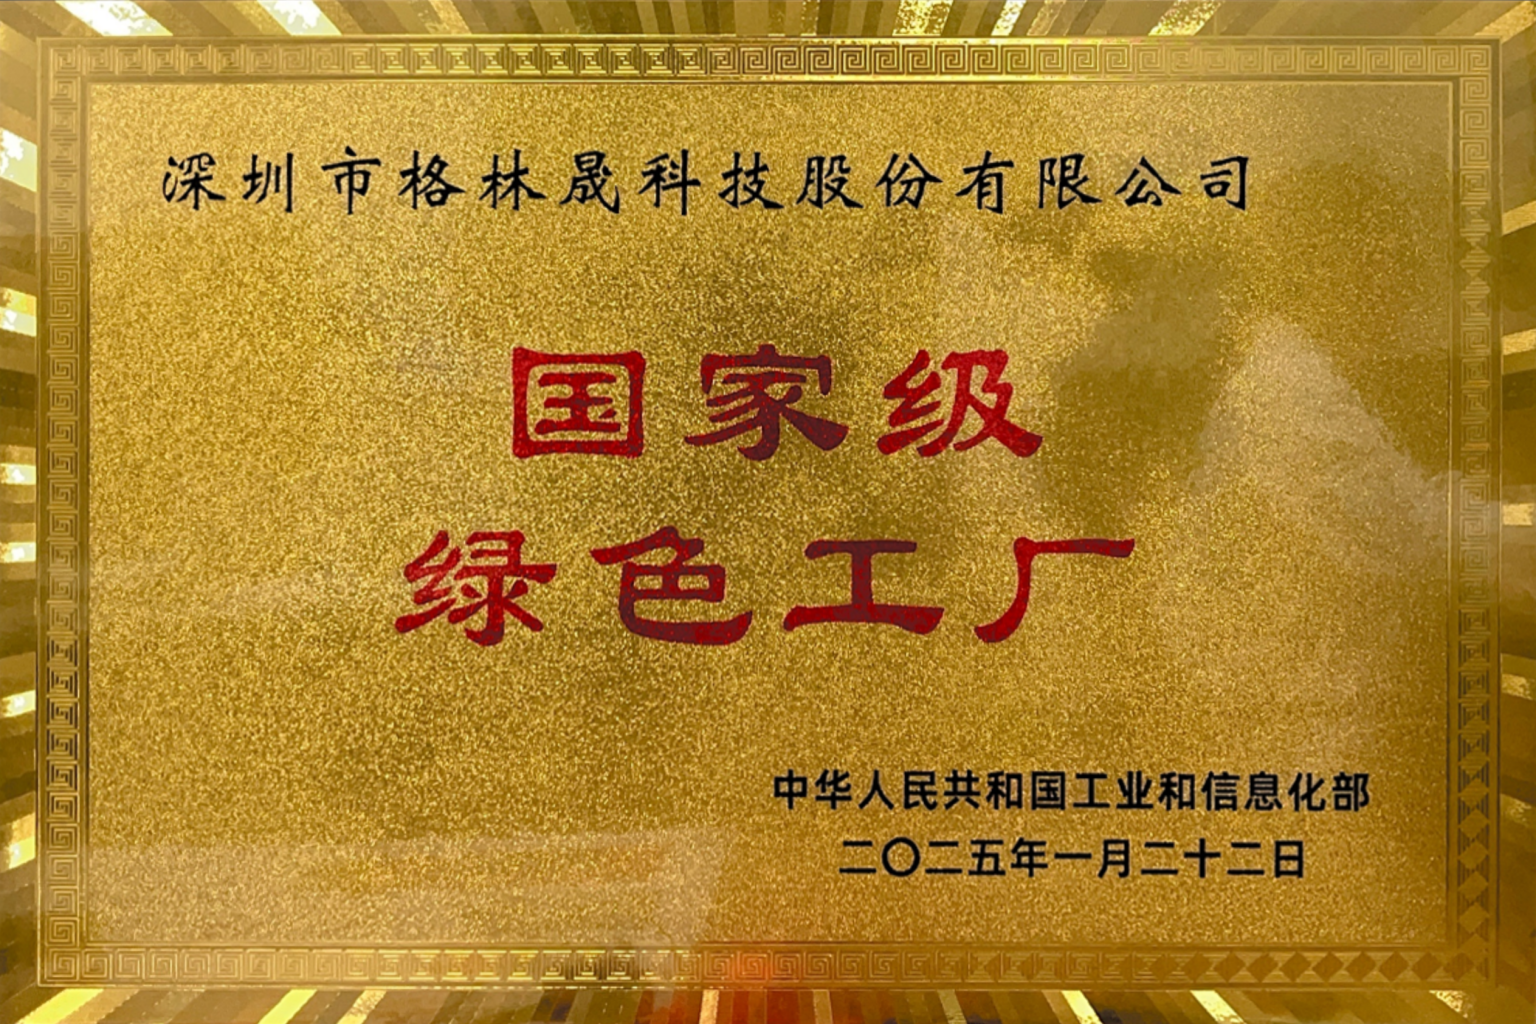 深圳市格林晟科技股份有限公司
国家级
绿色工厂
中华人民共和国工业和信息化部
二〇二五年一月二十二日